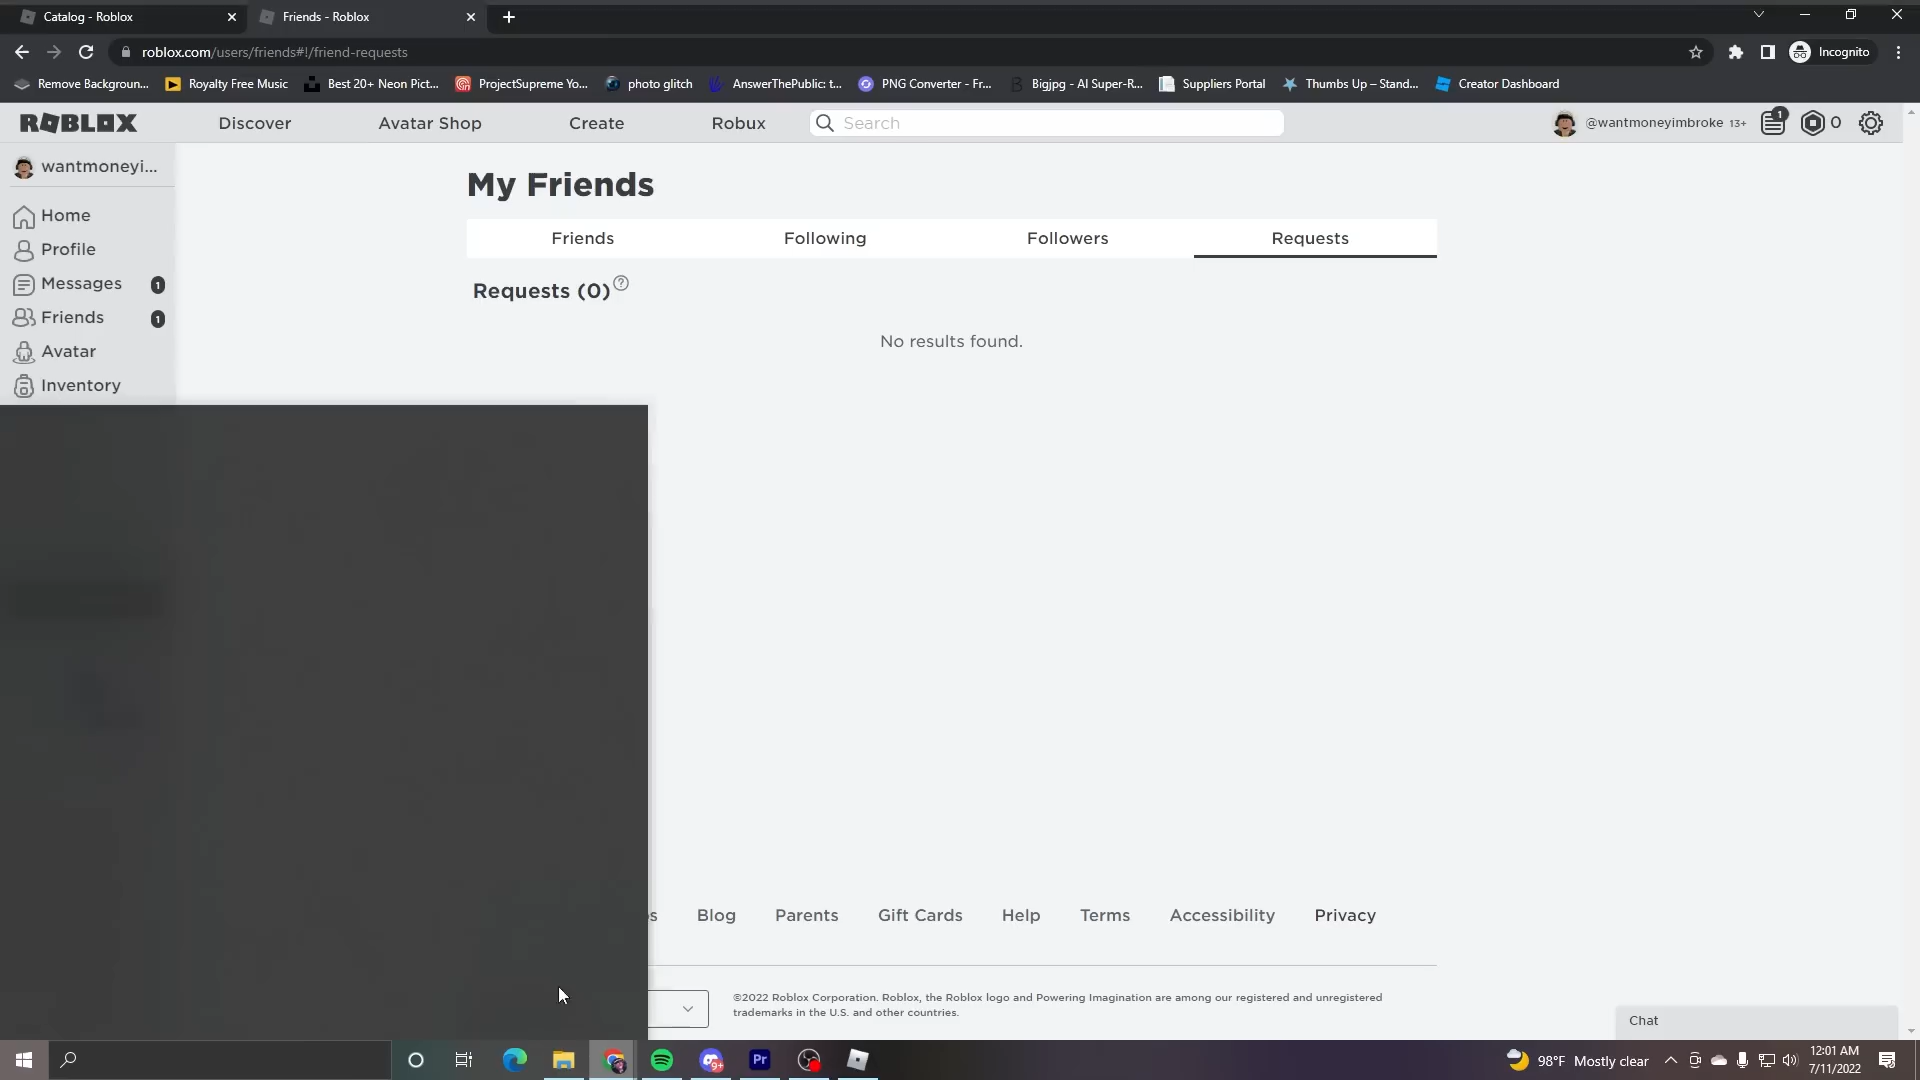 Catalog - Roblox
Friends - Roblox
roblox.com/users/friends#!/friend-requests
Incognito
Remove Backgroun...
Royalty Free Music
Best 20+ Neon Pict...
ProjectSupreme Yo...
photo glitch
AnswerThePublic: t...
PNG Converter - Fr...
Bigjpg - AI Super-R...
Suppliers Portal
Thumbs Up – Stand...
Creator Dashboard
ROBLOX
Discover
Avatar Shop
Create
Robux
Search
@wantmoneyimbroke 13+
1
0
wantmoneyi...
Home
Profile
Messages 1
Friends 1
Avatar
Inventory
My Friends
Friends
Following
Followers
Requests
Requests (0)
No results found.
Blog
Parents
Gift Cards
Help
Terms
Accessibility
Privacy
©2022 Roblox Corporation. Roblox, the Roblox logo and Powering Imagination are among our registered and unregistered
trademarks in the U.S. and other countries.
Chat
9+
Pr
98°F Mostly clear
12:01 AM
7/11/2022